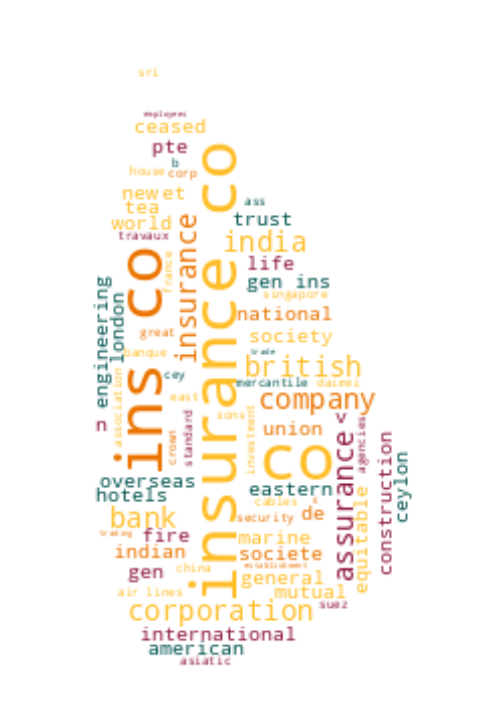 sri
employees
ceased
pte
b
house corp
new et
tea
world
travaux
insurance co
ass
trust
india
insurance
life
gen ins
singapore
france
ins co
national
engineering
london
great
society
banque
trade
british
cey
mercantile daimei
association
east
company
n
standard
sons
investment
union
v
agencies
crown
co
assurance
construction
ceylon
overseas
eastern
hotels
cables
e
equitable
bank
security
de
trading
fire
marine
indian
societe
gen
china
establishment
general
air lines
mutual
corporation
suez
international
american
asiatic